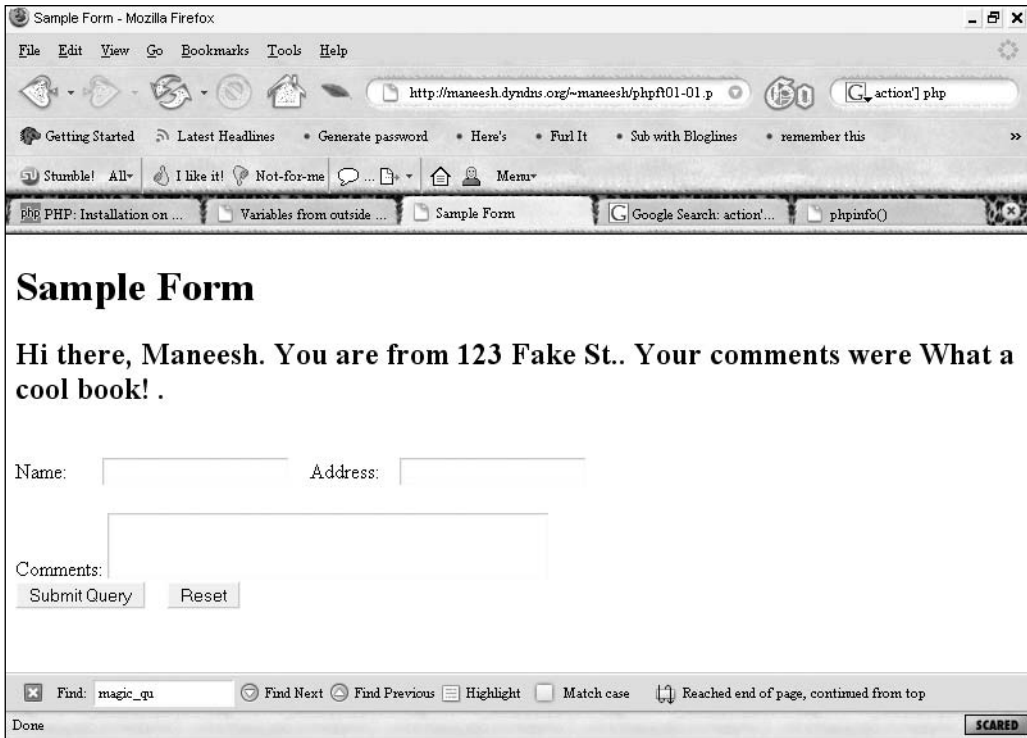 Sample Form - Mozilla Firefox
File Edit View Go Bookmarks Tools Help
http://maneesh.dyndns.org/~maneesh/phpft01-01.p G action'] php
Getting Started Latest Headlines Generate password Here's Furl It Sub with Bloglines remember this »
SU Stumble! All I like it! Not-for-me ... Menu
php PHP: Installation on ... Variables from outside ... Sample Form G Google Search: action'... phpinfo()
Sample Form
Hi there, Maneesh. You are from 123 Fake St.. Your comments were What a
cool book! .
Name: Address:
Comments:
Submit Query Reset
Find: magic_qu Find Next Find Previous Highlight Match case Reached end of page, continued from top
Done SCARED